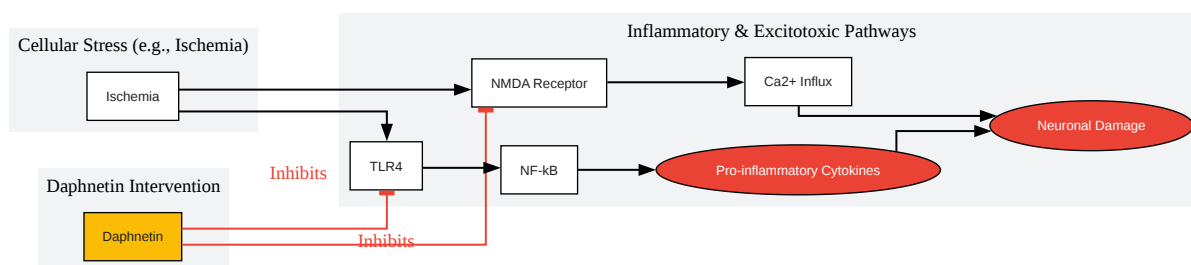 Cellular Stress (e.g., Ischemia)
Ischemia
Inflammatory & Excitotoxic Pathways
NMDA Receptor
Ca2+ Influx
Neuronal Damage
TLR4
NF-kB
Pro-inflammatory Cytokines
Inhibits
Daphnetin Intervention
Daphnetin
Inhibits